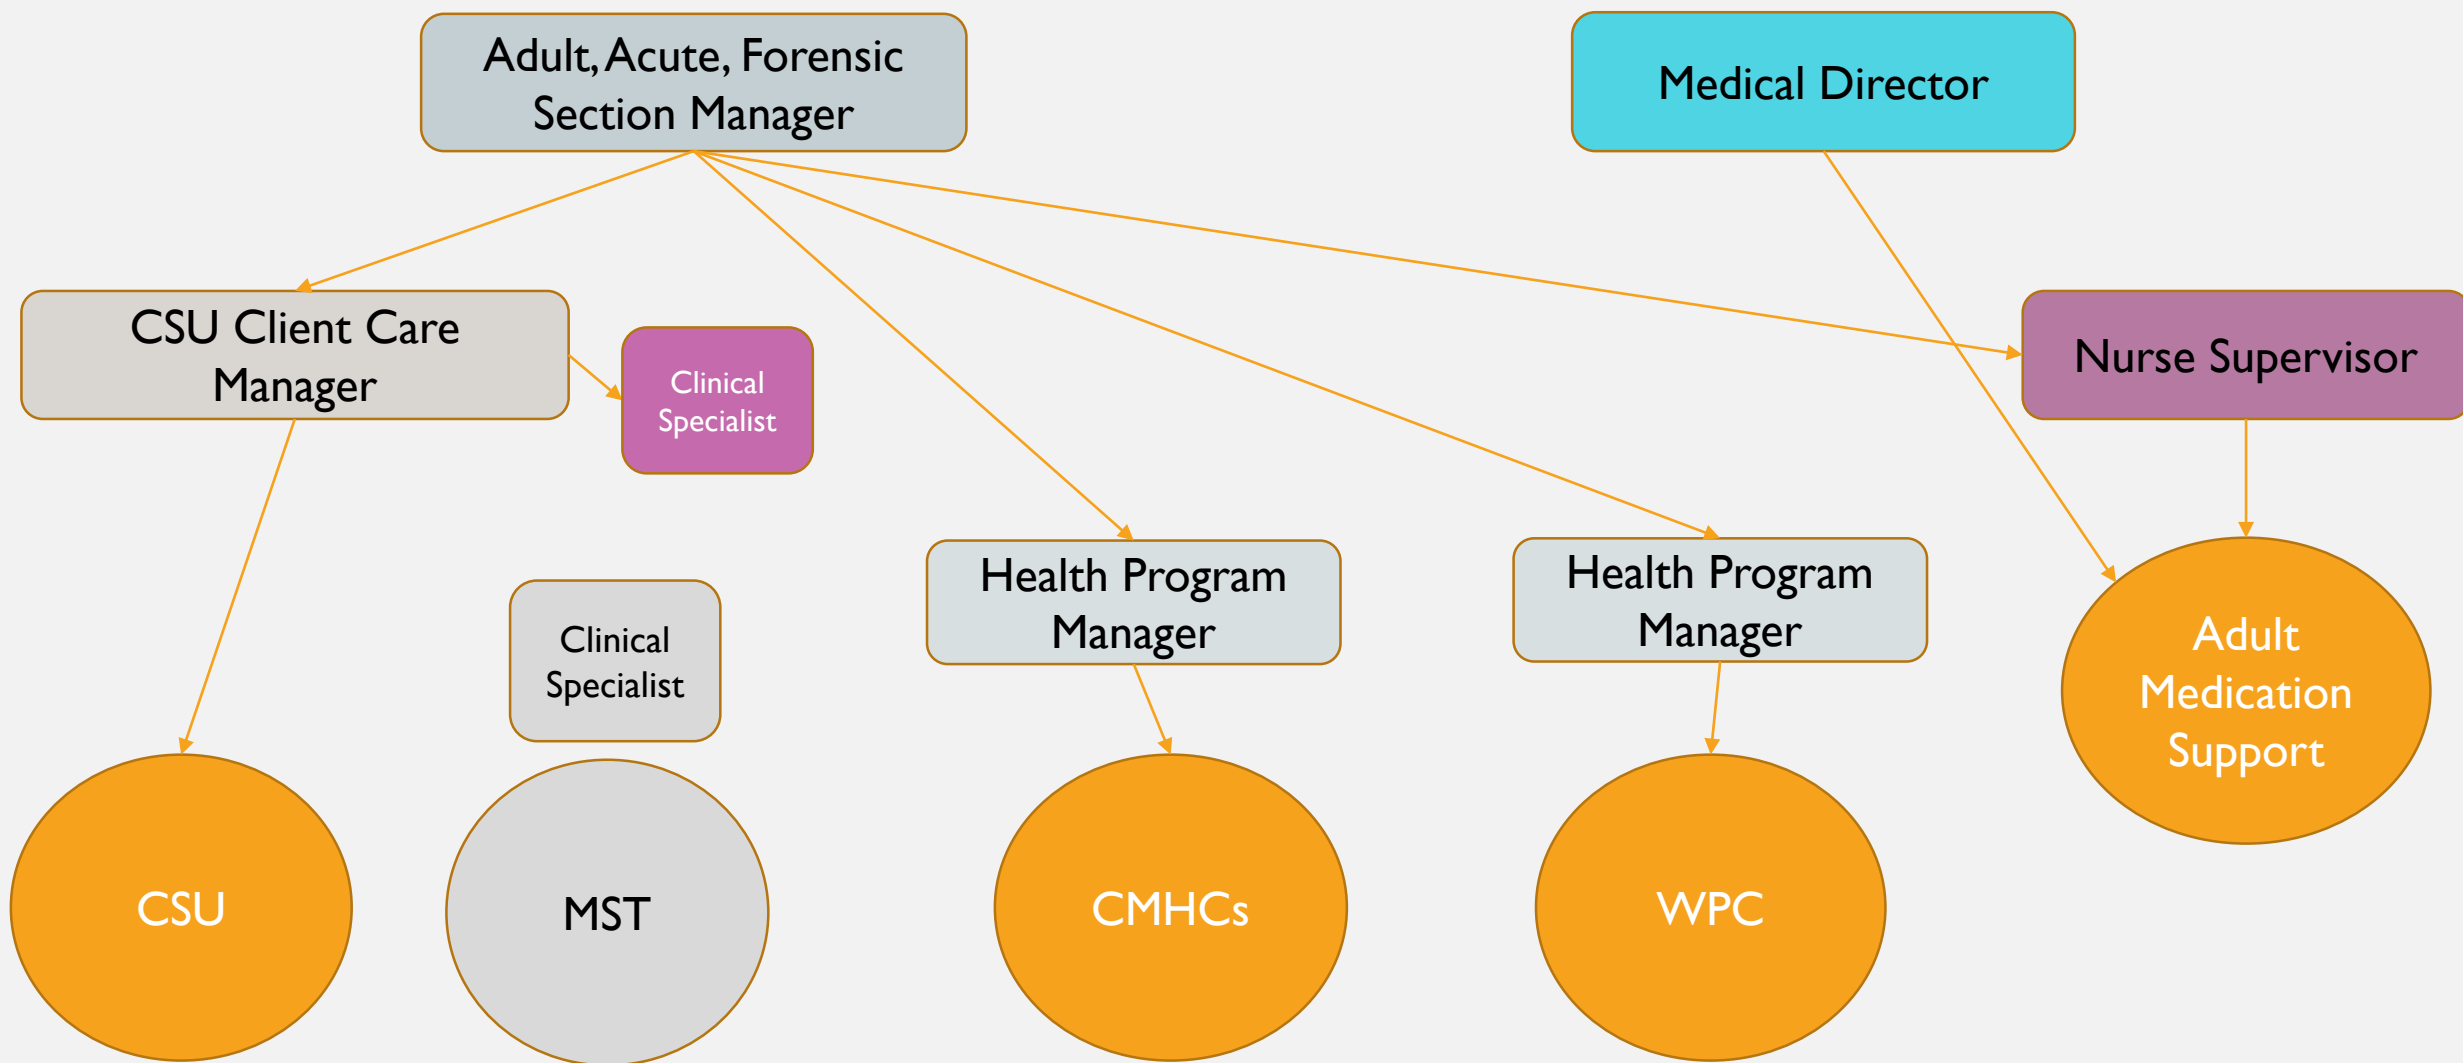 Adult, Acute, Forensic
Section Manager
Medical Director
CSU Client Care
Manager
Clinical
Specialist
Nurse Supervisor
Health Program
Manager
Health Program
Manager
Clinical
Specialist
Adult
Medication
Support
CSU
MST
CMHCs
WPC